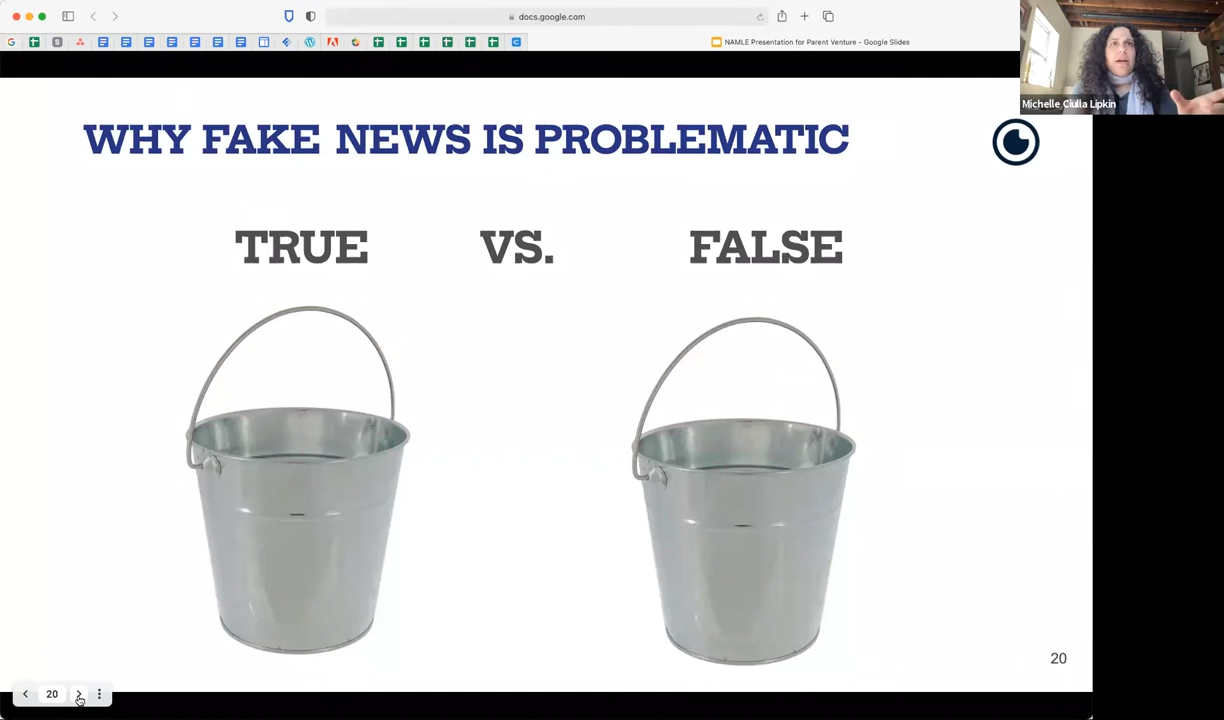 docs.google.com
NAMLE Presentation for Parent Venture - Google Slides
Michelle Ciulla Lipkin
WHY FAKE NEWS IS PROBLEMATIC
TRUE VS. FALSE
20
20